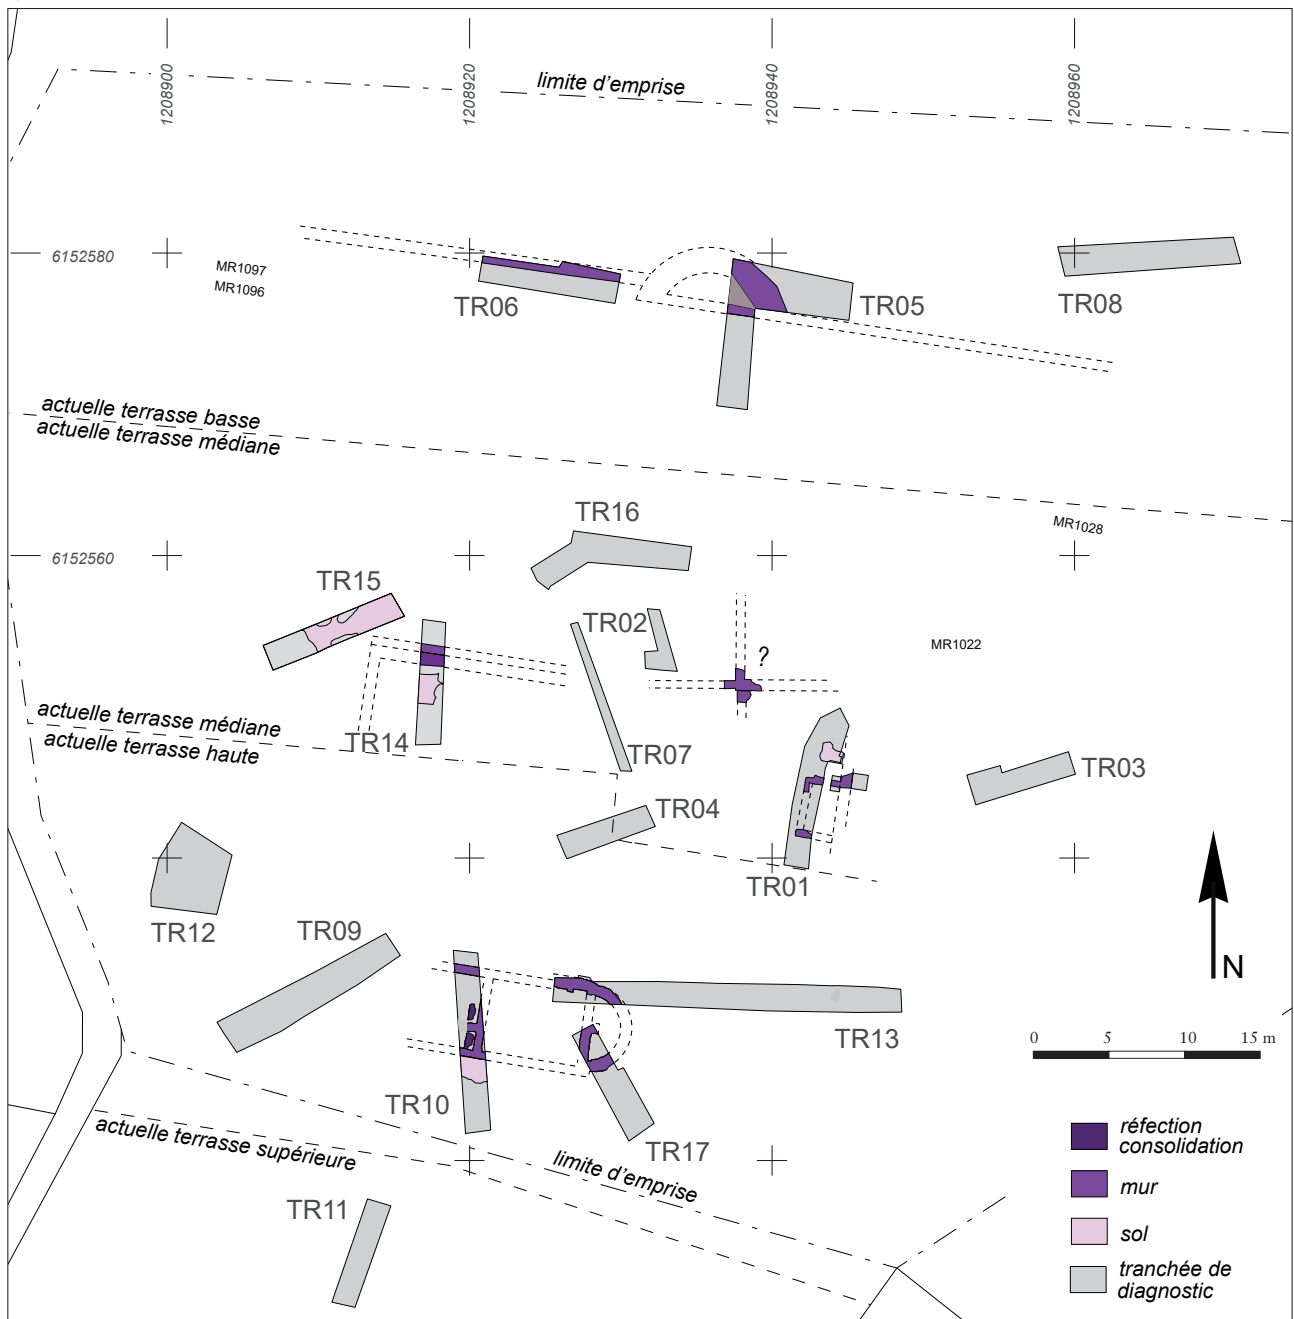 1208900
1208920
1208940
1208960
limite d’emprise
6152580
MR1097
MR1096
TR06
TR05
TR08
actuelle terrasse basse
actuelle terrasse médiane
TR16
MR1028
6152560
TR15
TR02
?
MR1022
actuelle terrasse médiane
actuelle terrasse haute
TR14
TR07
TR03
TR04
TR01
TR12
TR09
N
TR13
0 5 10 15 m
TR10
actuelle terrasse supérieure
TR17
limite d’emprise
TR11
réfection
consolidation
mur
sol
tranchée de
diagnostic